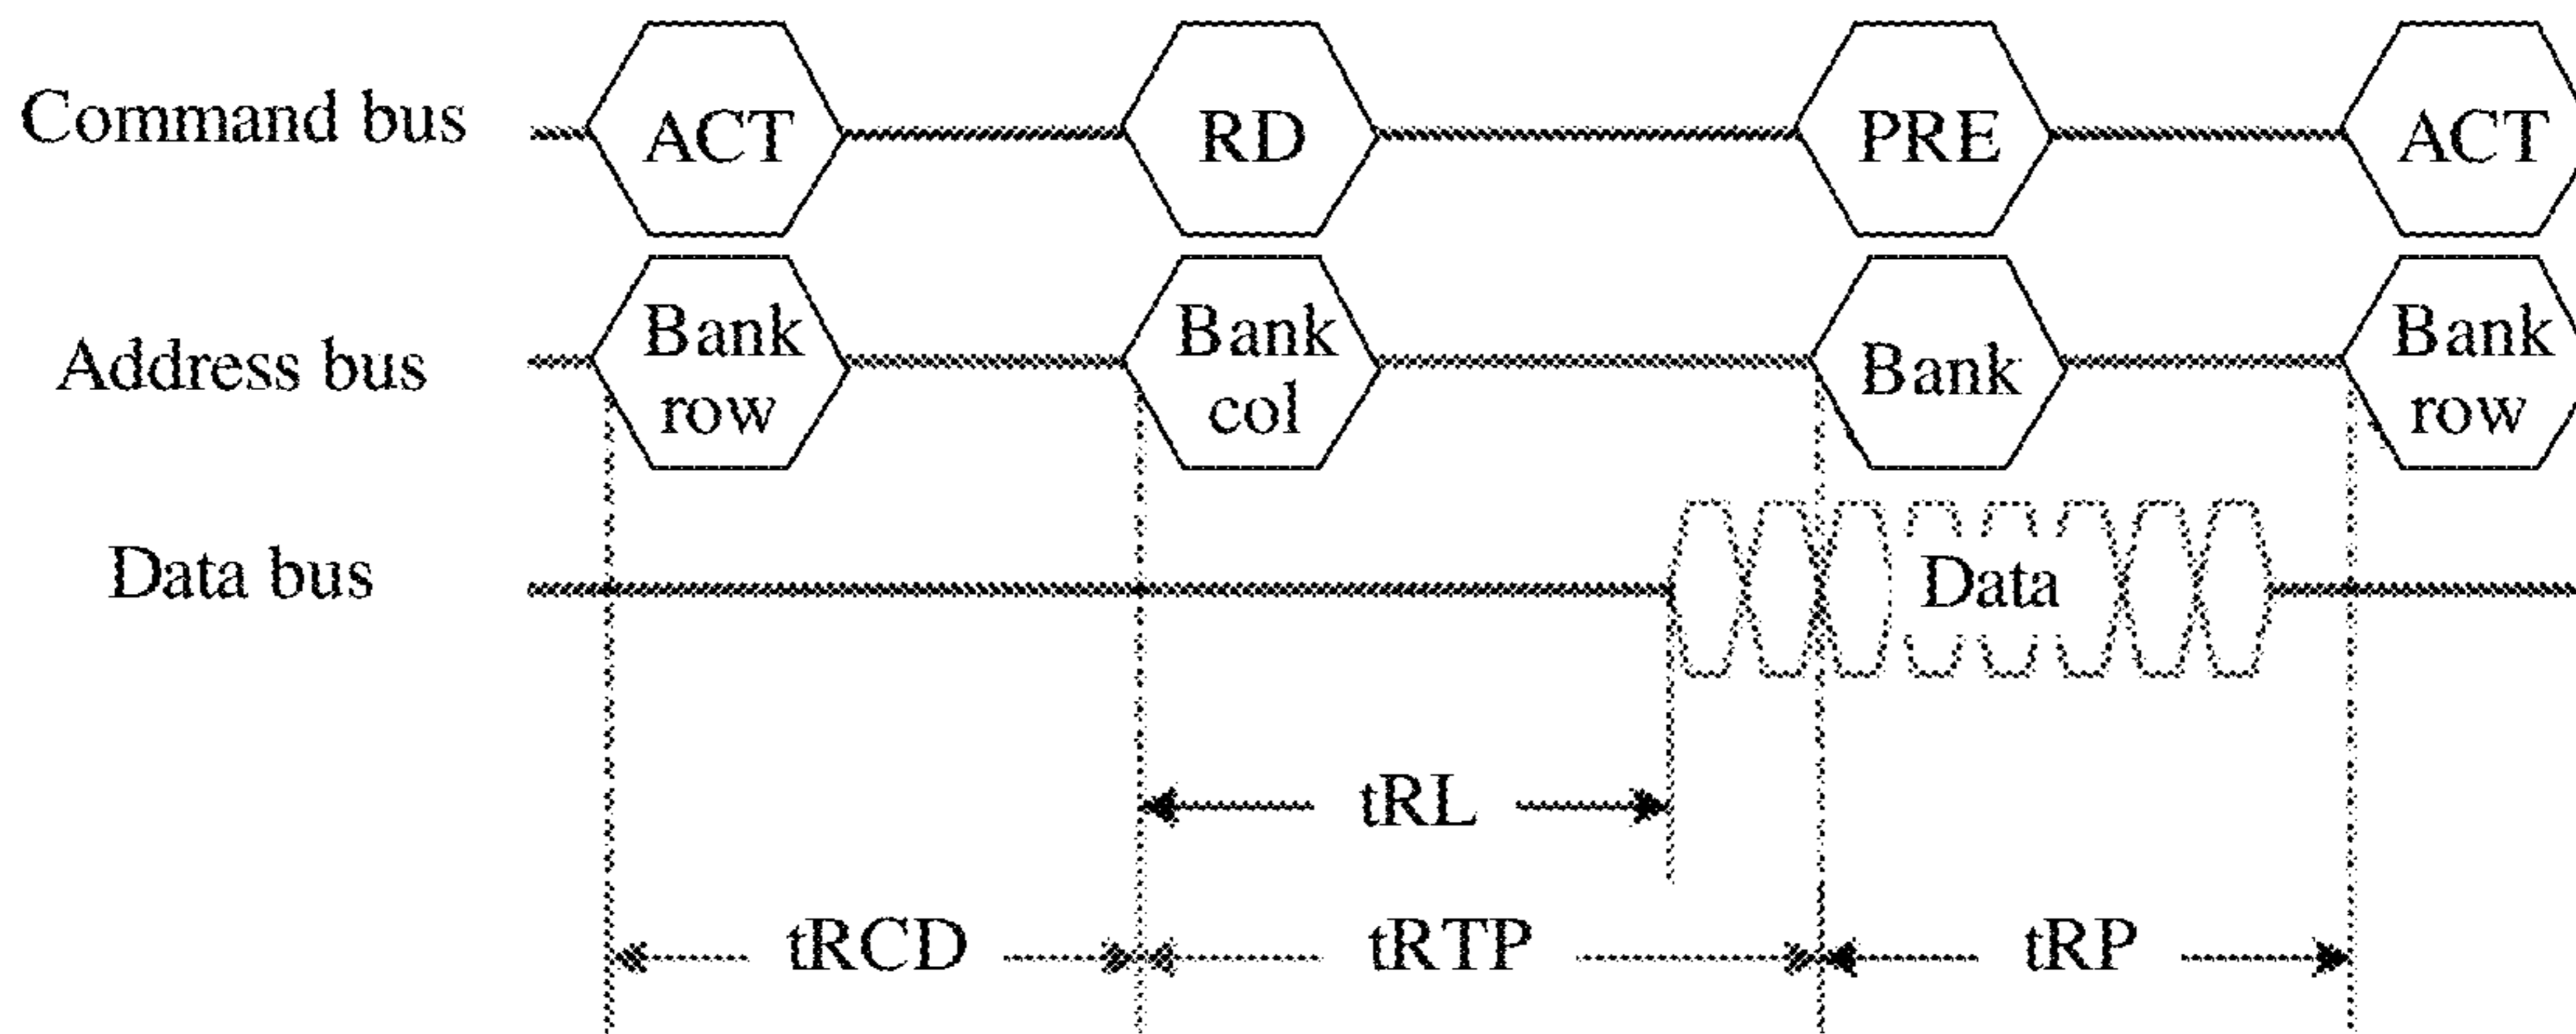 Command bus
ACT
RD
PRE
ACT
Address bus
Bank
row
Bank
col
Bank
Bank
row
Data bus
Data
tRL
tRCD
tRTP
tRP